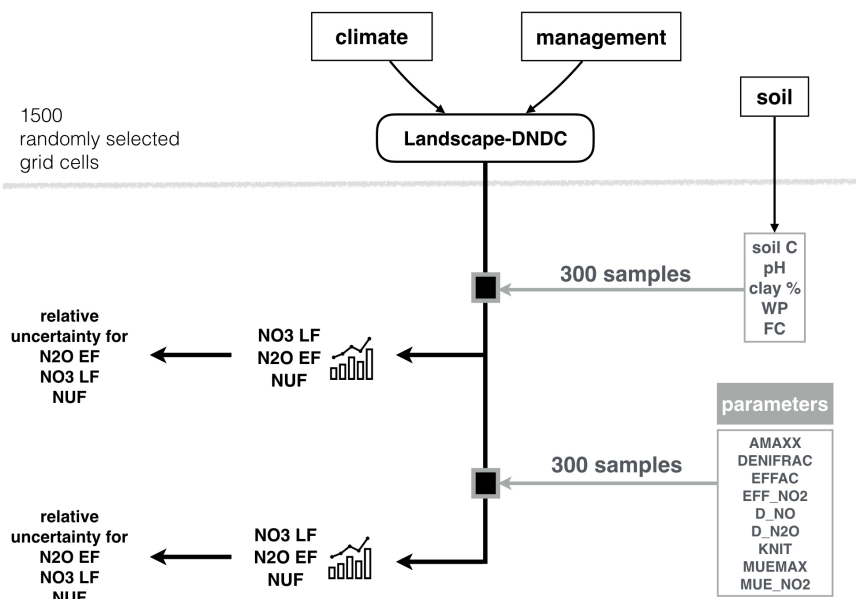 climate
management
soil
1500
randomly selected
grid cells
Landscape-DNDC
soil C
pH
clay %
WP
FC
300 samples
relative
uncertainty for
N2O EF
NO3 LF
NUF
NO3 LF
N2O EF
NUF
parameters
AMAXX
DENIFRAC
EFFAC
EFF_NO2
D_NO
D_N2O
KNIT
MUEMAX
MUE_NO2
300 samples
relative
uncertainty for
N2O EF
NO3 LF
NUF
NO3 LF
N2O EF
NUF